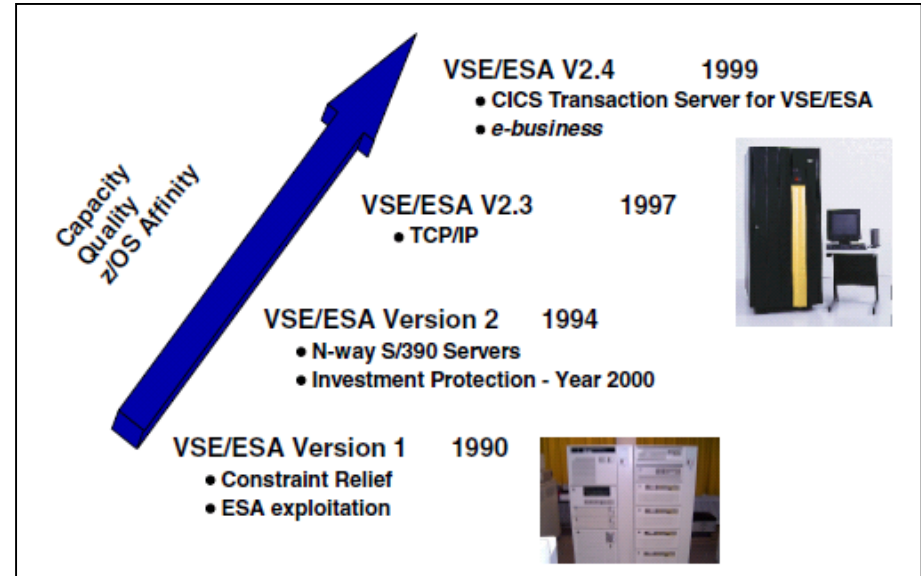 VSE/ESA V2.4 1999
• CICS Transaction Server for VSE/ESA
• e-business
Capacity
Quality
z/OS Affinity
VSE/ESA V2.3 1997
• TCP/IP
VSE/ESA Version 2 1994
• N-way S/390 Servers
• Investment Protection - Year 2000
VSE/ESA Version 1 1990
• Constraint Relief
• ESA exploitation